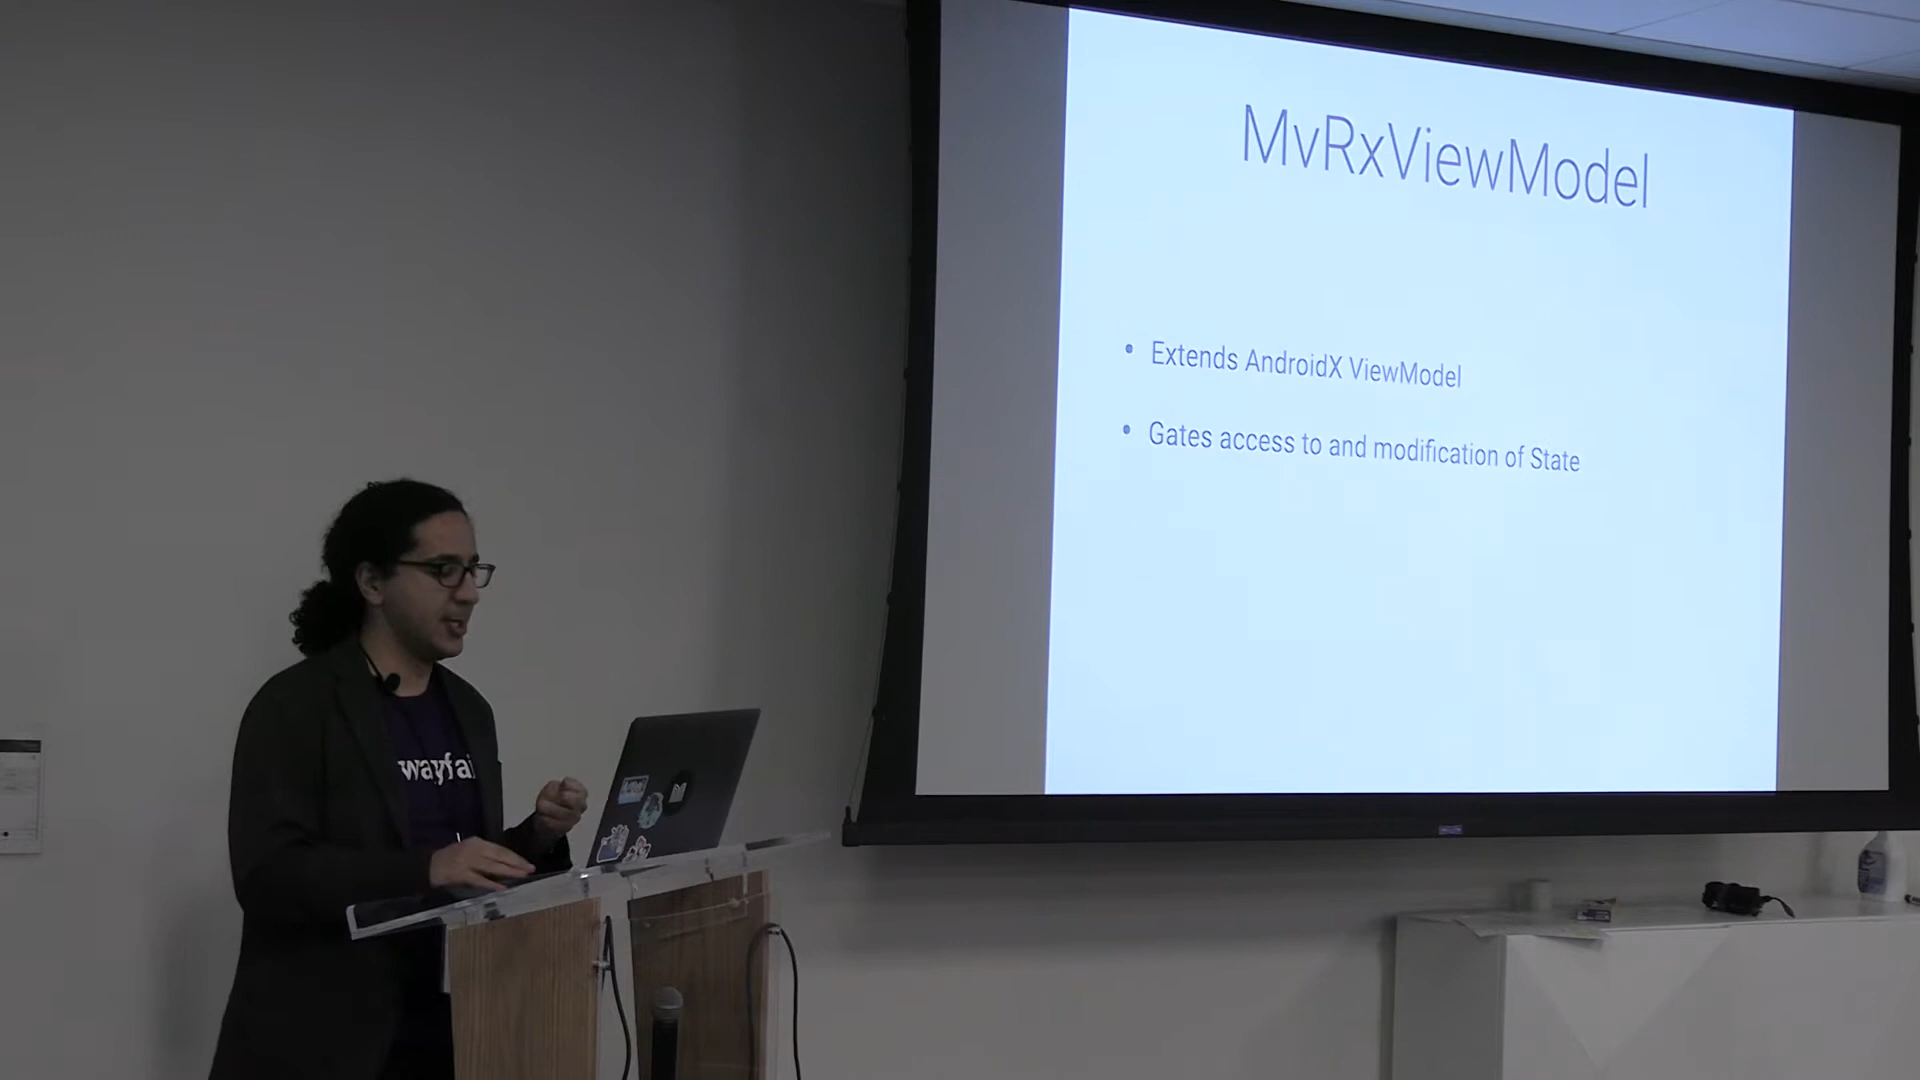 MvRxViewModel
• Extends AndroidX ViewModel
• Gates access to and modification of State
wayfai